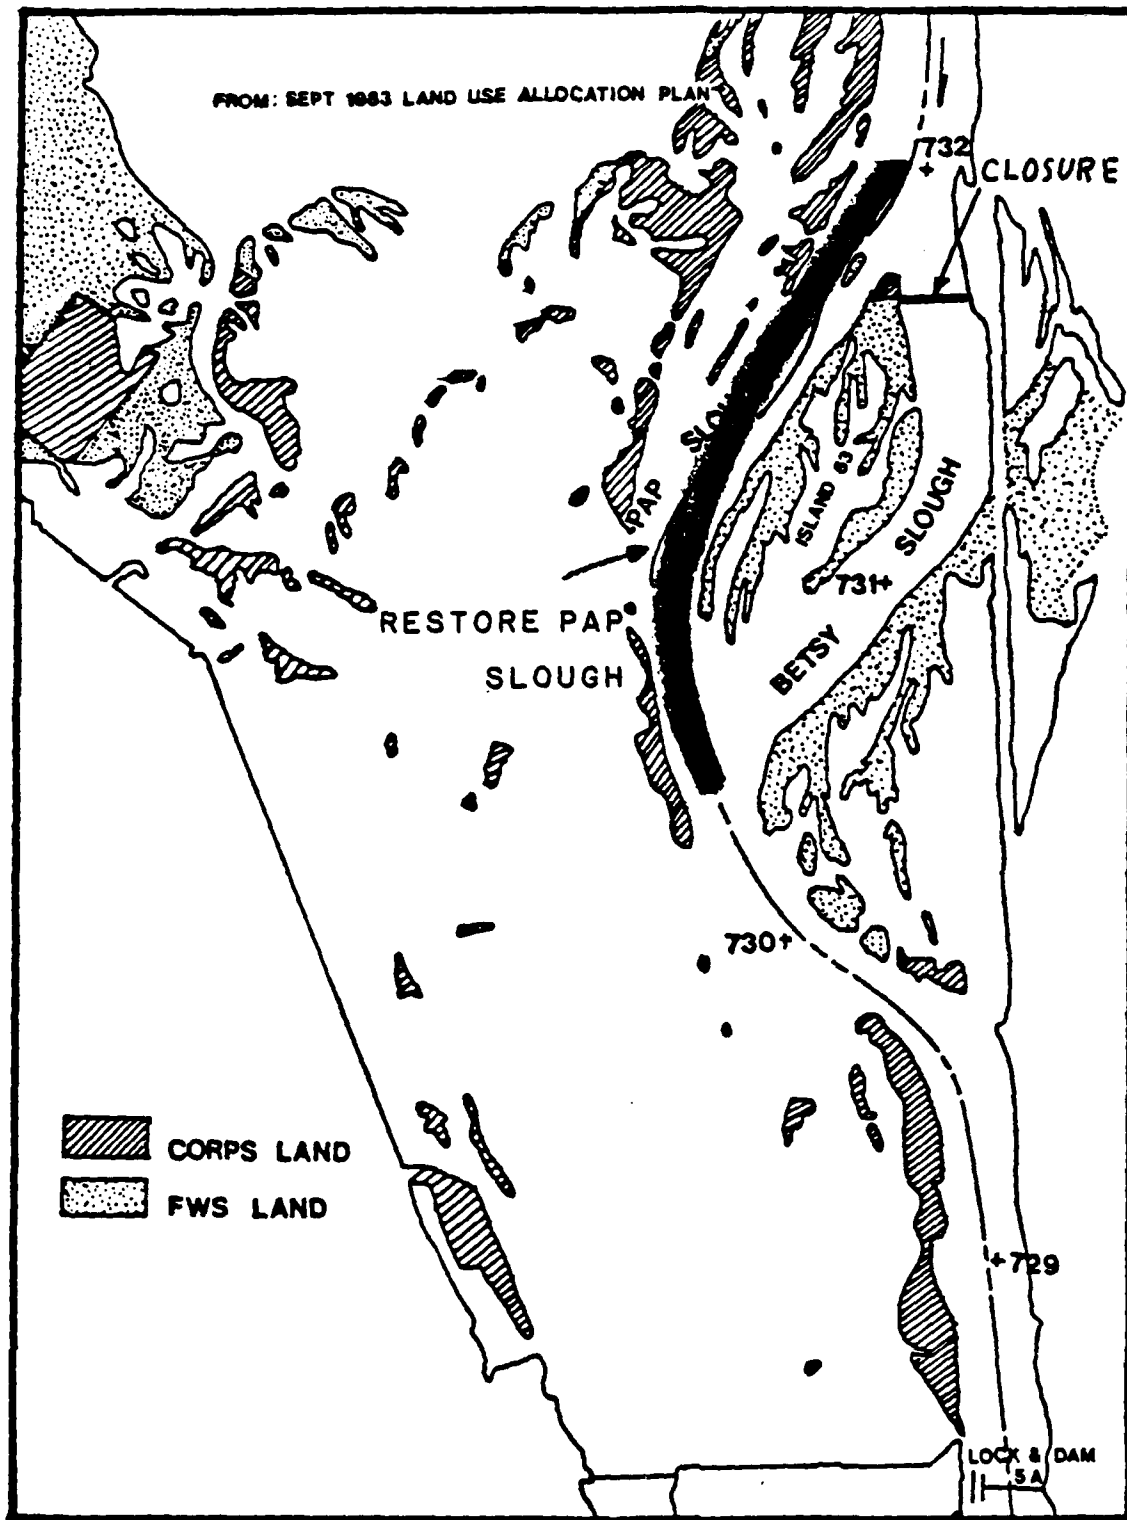 FROM: SEPT 1983 LAND USE ALLOCATION PLAN
732
CLOSURE
PAP
ISLAND 63
SLOUGH
731
RESTORE PAP
SLOUGH
BETSY
730
CORPS LAND
FWS LAND
729
LOCK & DAM
5A